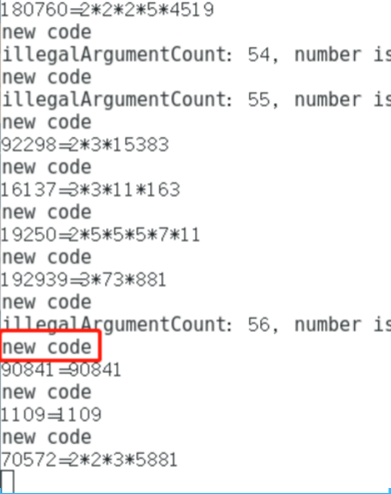 180760=2*2*2*5*4519
new code
illegalArgumentCount: 54, number is
new code
illegalArgumentCount: 55, number is
new code
92298=2*3*15383
new code
16137=3*3*11*163
new code
19250=2*5*5*5*7*11
new code
192939=3*73*881
new code
illegalArgumentCount: 56, number is
new code
90841=90841
new code
1109=1109
new code
70572=2*2*3*5881